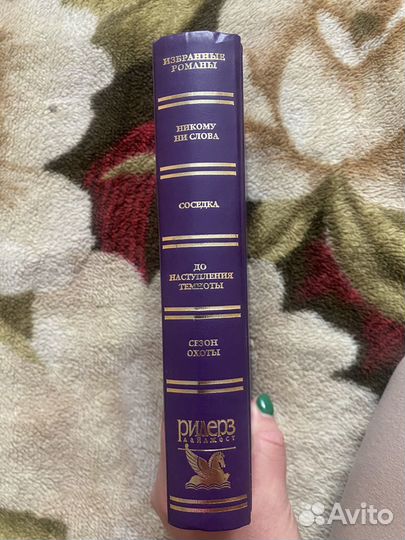 ИЗБРАННЫЕ
РОМАНЫ
НИКОМУ
НИ СЛОВА
СОСЕДКА
ДО
НАСТУПЛЕНИЯ
ТЕМНОТЫ
СЕЗОН
ОХОТЫ
РИДЕРЗ
ДАЙДЖЕСТ
Avito